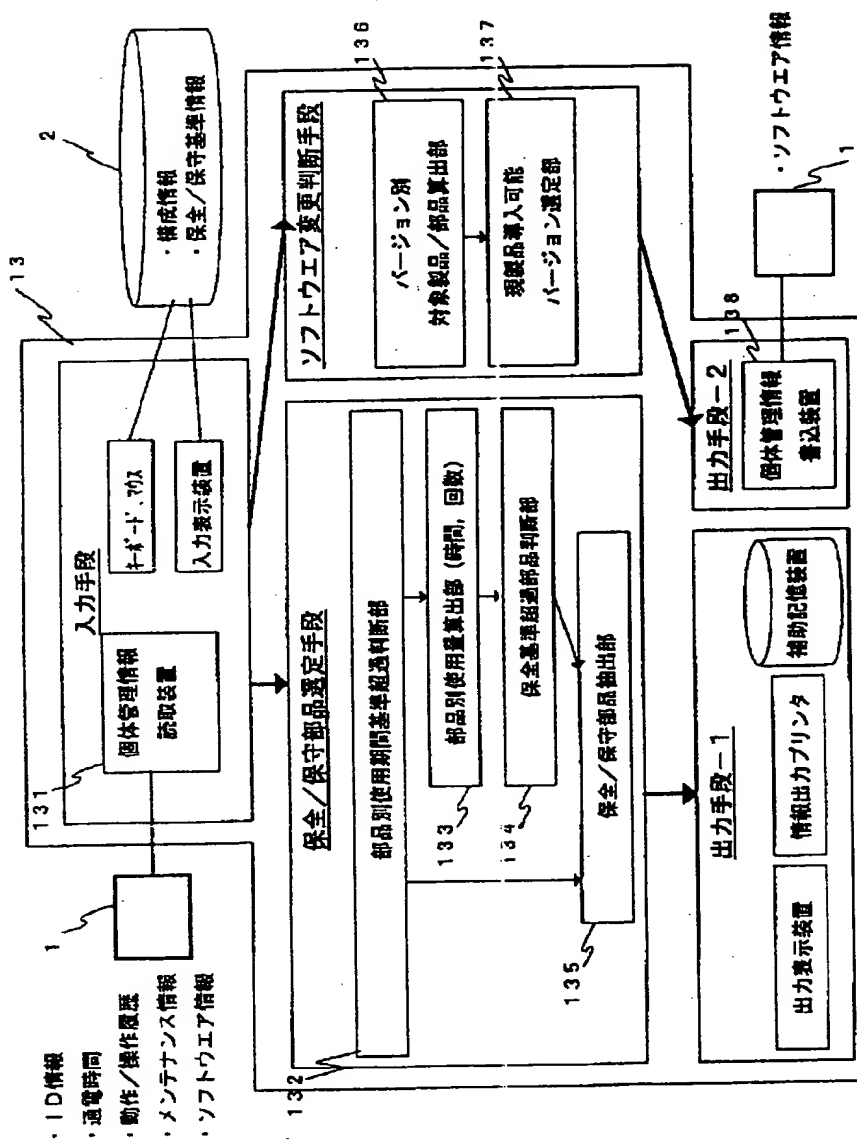 ・ID情報
・通電時間
・動作／操作履歴
・メンテナンス情報
・ソフトウエア情報
1
13
2
・構成情報
・保全／保守基準情報
131
入力手段
個体管理情報
読取装置
キーボード、マウス
入力表示装置
132
保全／保守部品選定手段
部品別使用期間基準超過判断部
133
部品別使用量算出部(時間，回数)
134
保全基準超過部品判断部
135
保全／保守部品抽出部
ソフトウエア変更判断手段
136
バージョン別
対象製品／部品算出部
137
現製品導入可能
バージョン選定部
出力手段－1
出力表示装置
情報出力プリンタ
補助記憶装置
出力手段－2
138
個体管理情報
書込装置
1
・ソフトウエア情報